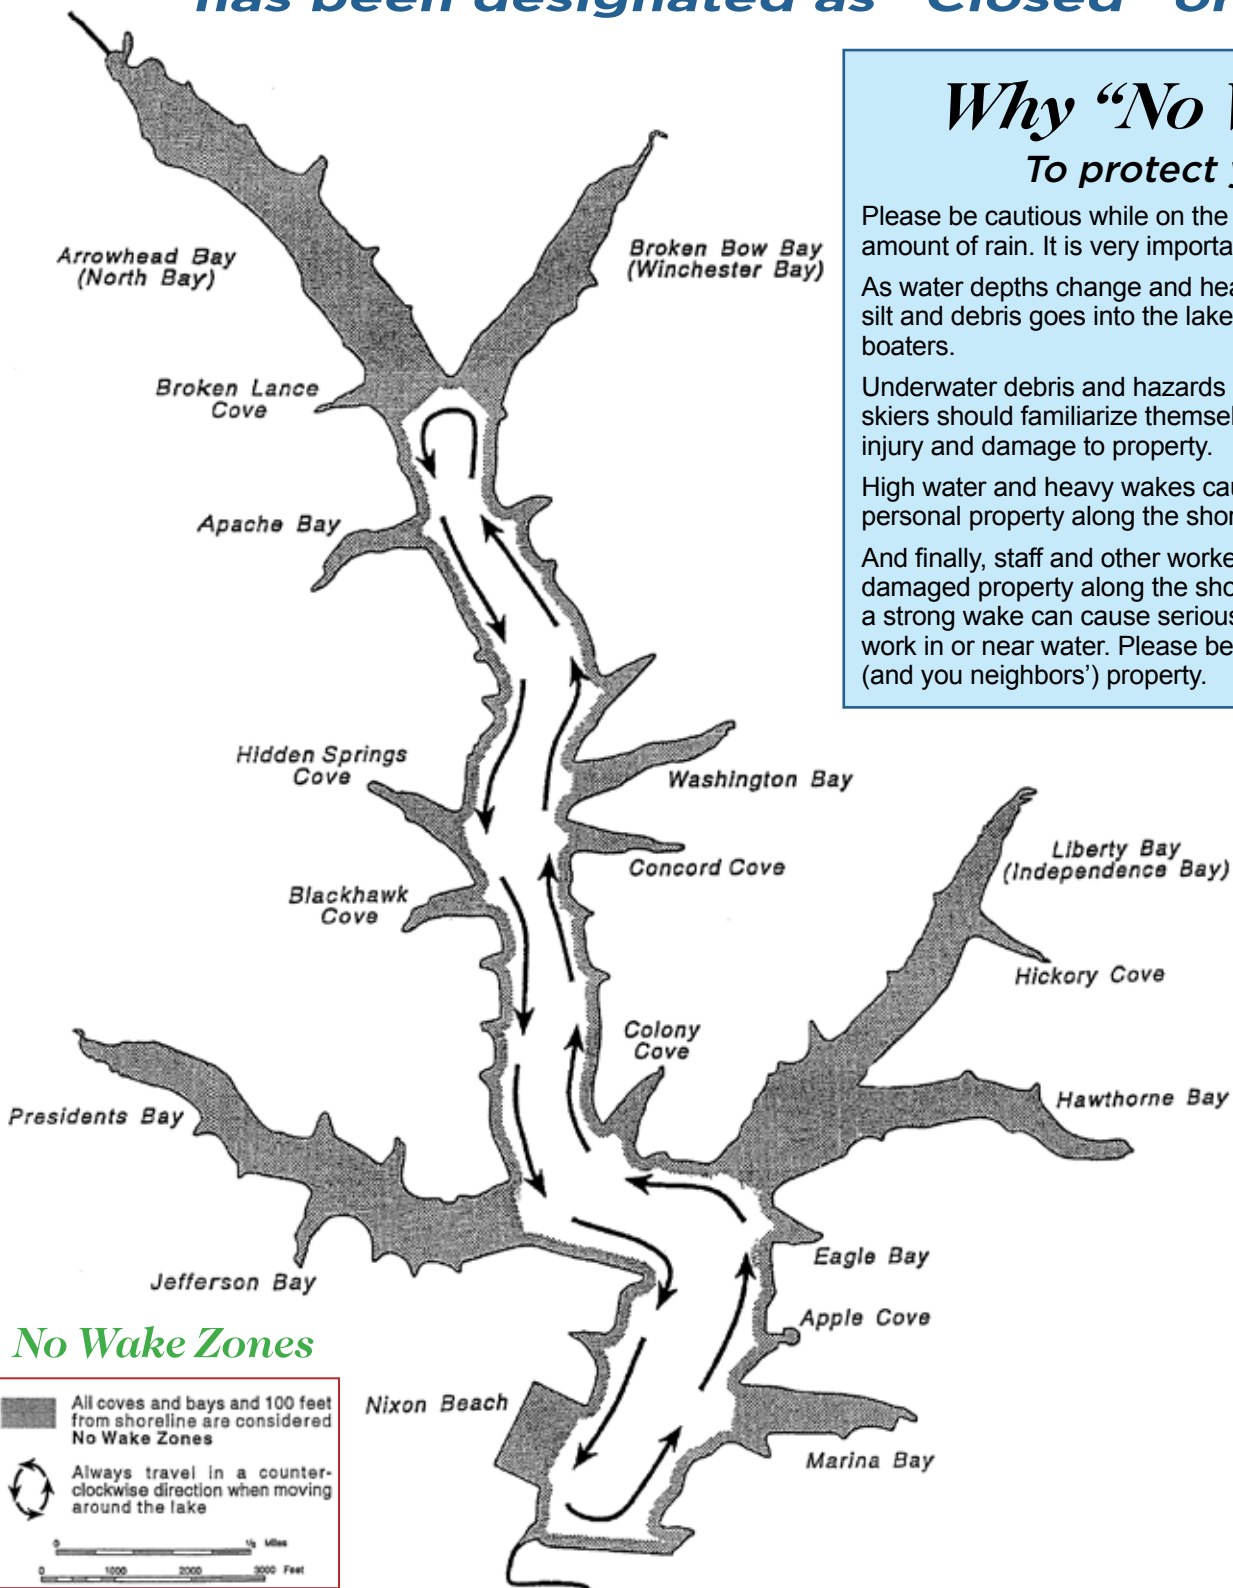 has been designated as "Closed" or
Why "No
To protect
Please be cautious while on the
amount of rain. It is very importa
As water depths change and hea
silt and debris goes into the lake
boaters.
Underwater debris and hazards
skiers should familiarize themsel
injury and damage to property.
High water and heavy wakes cau
personal property along the shor
And finally, staff and other worke
damaged property along the sho
a strong wake can cause serious
work in or near water. Please be
(and you neighbors’) property.
Arrowhead Bay
(North Bay)
Broken Bow Bay
(Winchester Bay)
Broken Lance
Cove
Apache Bay
Hidden Springs
Cove
Washington Bay
Concord Cove
Blackhawk
Cove
Liberty Bay
(Independence Bay)
Hickory Cove
Colony
Cove
Presidents Bay
Hawthorne Bay
Jefferson Bay
Eagle Bay
Apple Cove
Nixon Beach
Marina Bay
No Wake Zones
All coves and bays and 100 feet
from shoreline are considered
No Wake Zones
Always travel in a counter-
clockwise direction when moving
around the lake
0 ½ Miles
0 1000 2000 3000 Feet